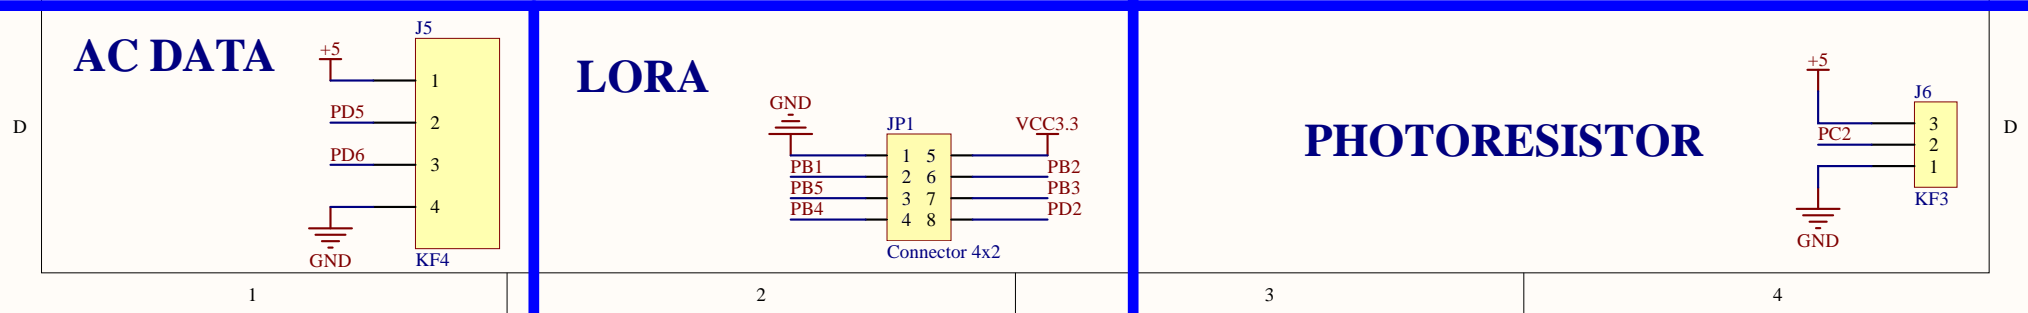 AC DATA
J5
+5
1
PD5
2
PD6
3
4
GND
KF4
LORA
GND
JP1
VCC3.3
1 5
PB1
2 6
PB2
PB5
3 7
PB3
PB4
4 8
PD2
Connector 4x2
PHOTORESISTOR
+5
J6
3
PC2
2
1
KF3
GND
D
D
1
2
3
4